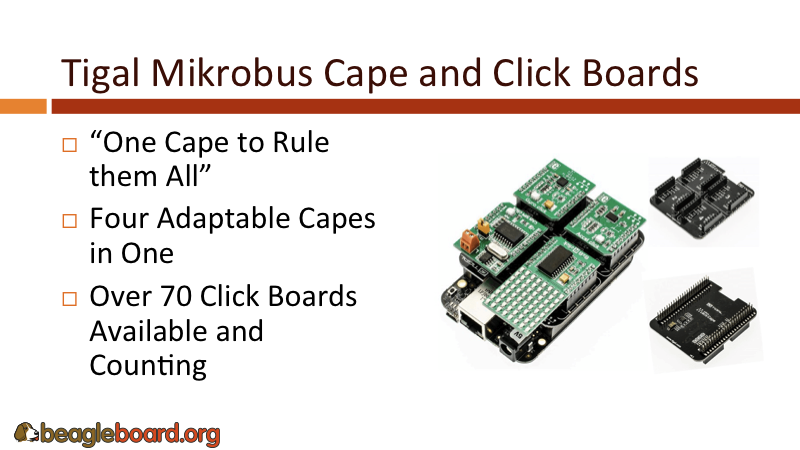 Tigal Mikrobus Cape and Click Boards
“One Cape to Rule
them All”
Four Adaptable Capes
in One
Over 70 Click Boards
Available and
Counting
beagleboard.org